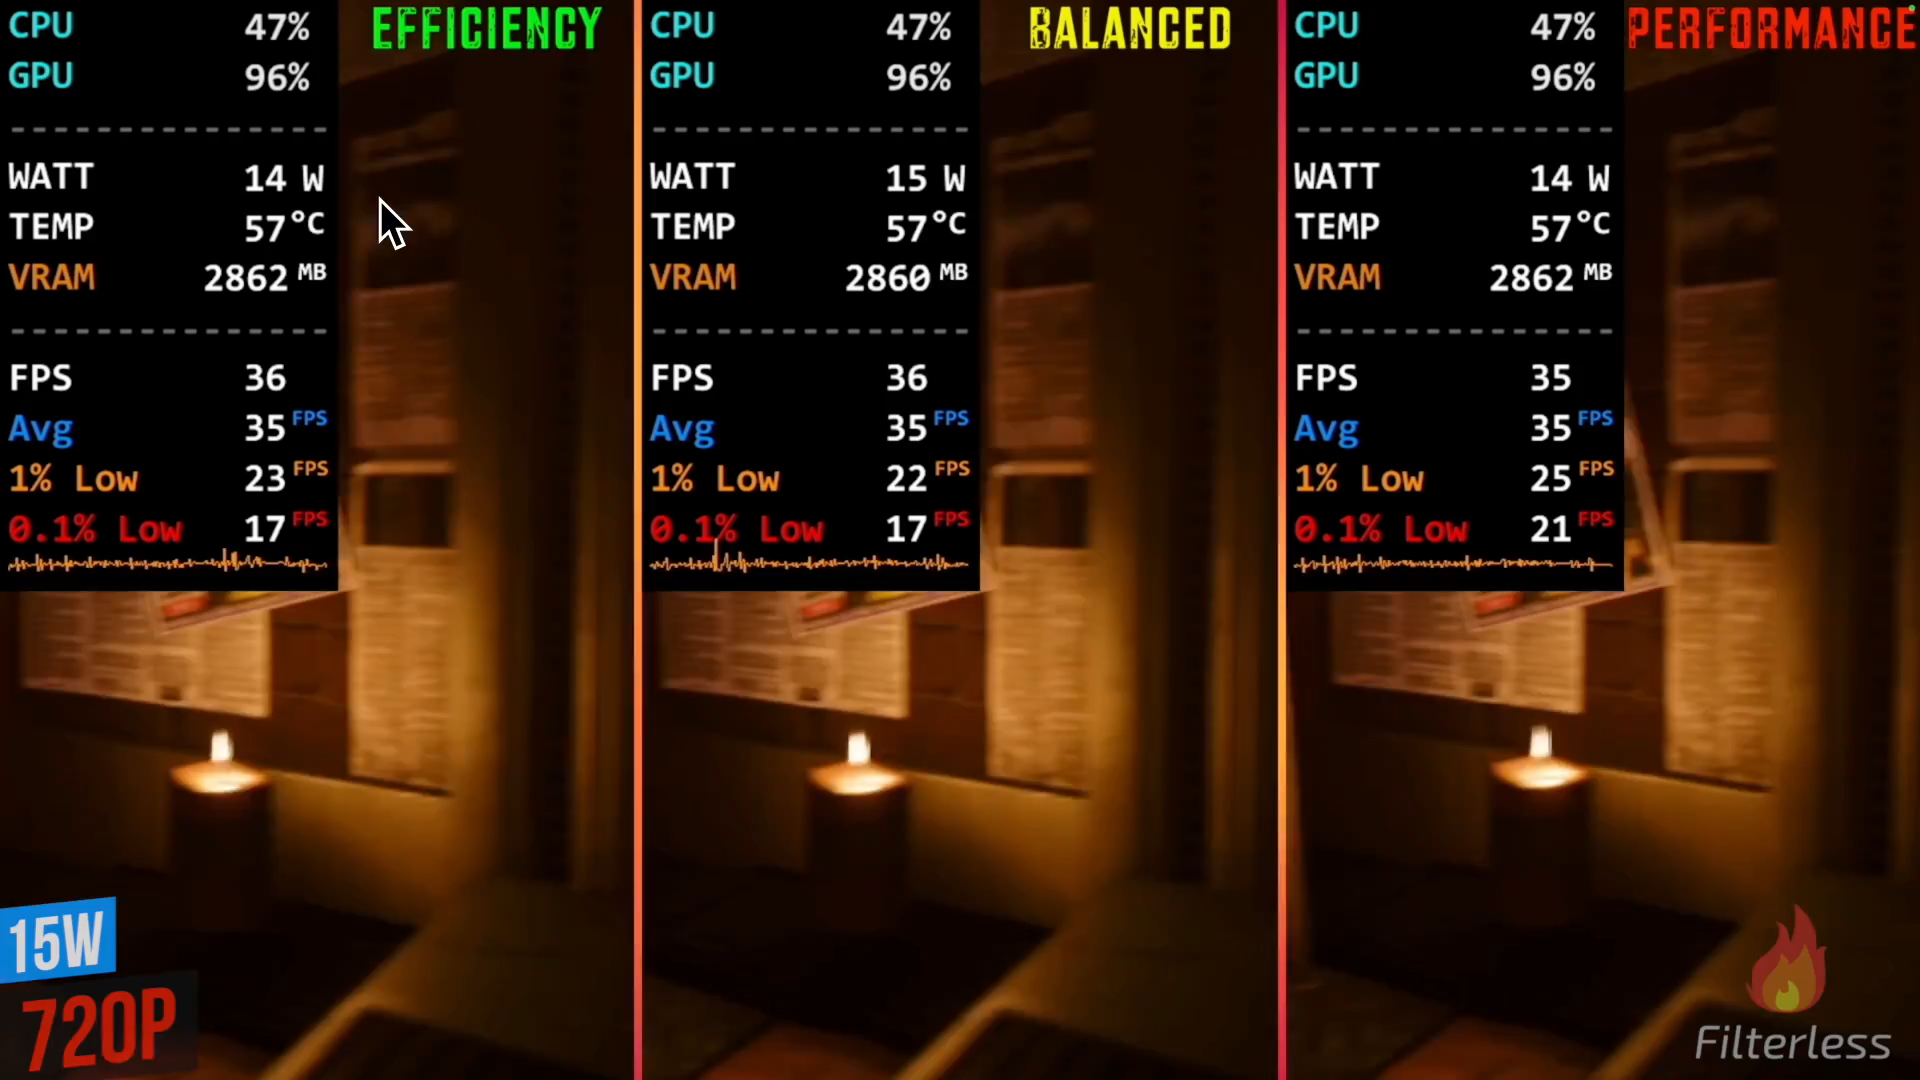 EFFICIENCY
CPU 47%
GPU 96%
WATT 14 W
TEMP 57°C
VRAM 2862 MB
FPS 36
Avg 35 FPS
1% Low 23 FPS
0.1% Low 17 FPS
BALANCED
CPU 47%
GPU 96%
WATT 15 W
TEMP 57°C
VRAM 2860 MB
FPS 36
Avg 35 FPS
1% Low 22 FPS
0.1% Low 17 FPS
PERFORMANCE
CPU 47%
GPU 96%
WATT 14 W
TEMP 57°C
VRAM 2862 MB
FPS 35
Avg 35 FPS
1% Low 25 FPS
0.1% Low 21 FPS
15W
720P
Filterless